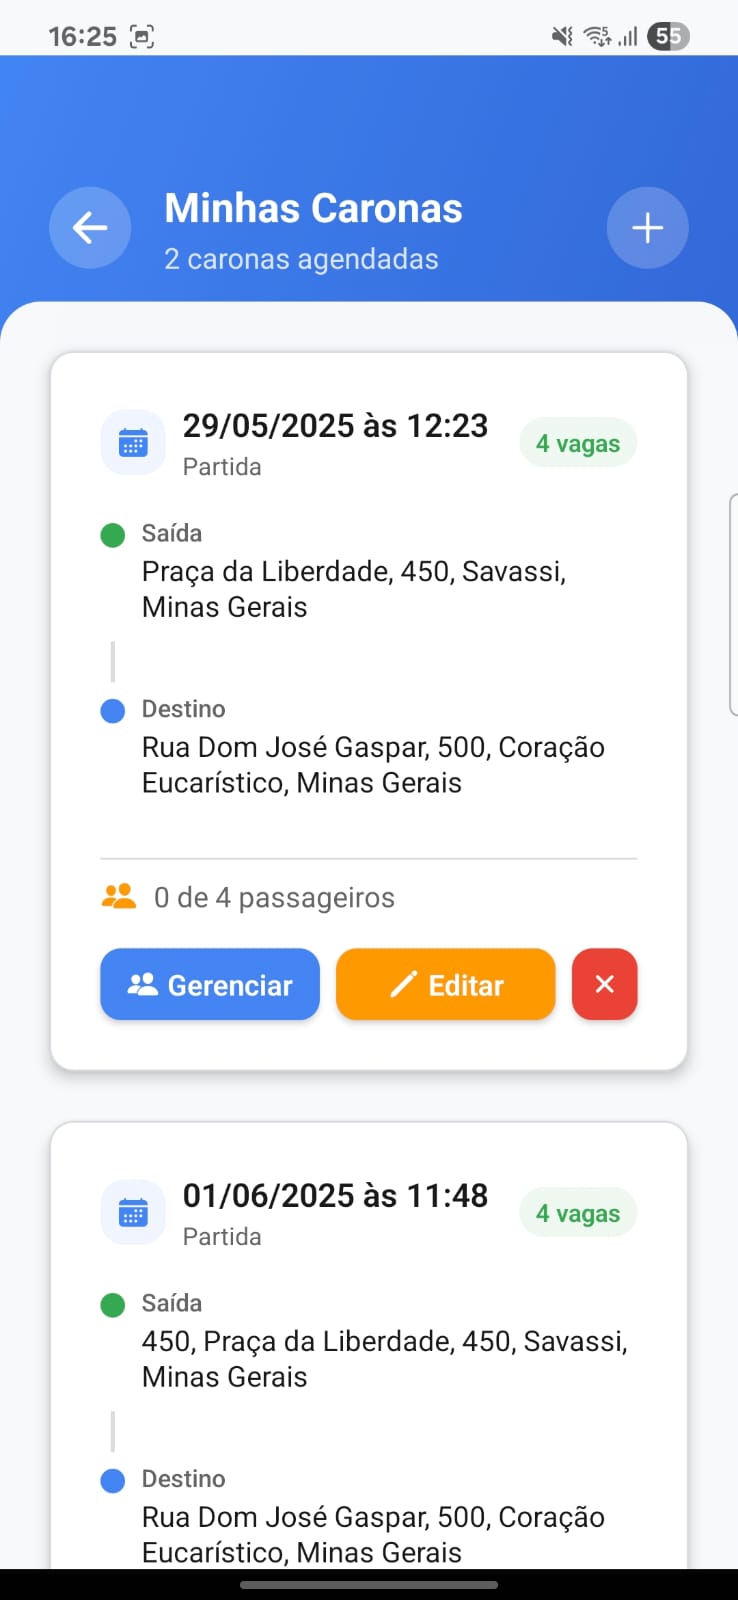 16:25
55
Minhas Caronas
2 caronas agendadas
29/05/2025 às 12:23
4 vagas
Partida
Saída
Praça da Liberdade, 450, Savassi,
Minas Gerais
Destino
Rua Dom José Gaspar, 500, Coração
Eucarístico, Minas Gerais
0 de 4 passageiros
Gerenciar
Editar
01/06/2025 às 11:48
4 vagas
Partida
Saída
450, Praça da Liberdade, 450, Savassi,
Minas Gerais
Destino
Rua Dom José Gaspar, 500, Coração
Eucarístico, Minas Gerais